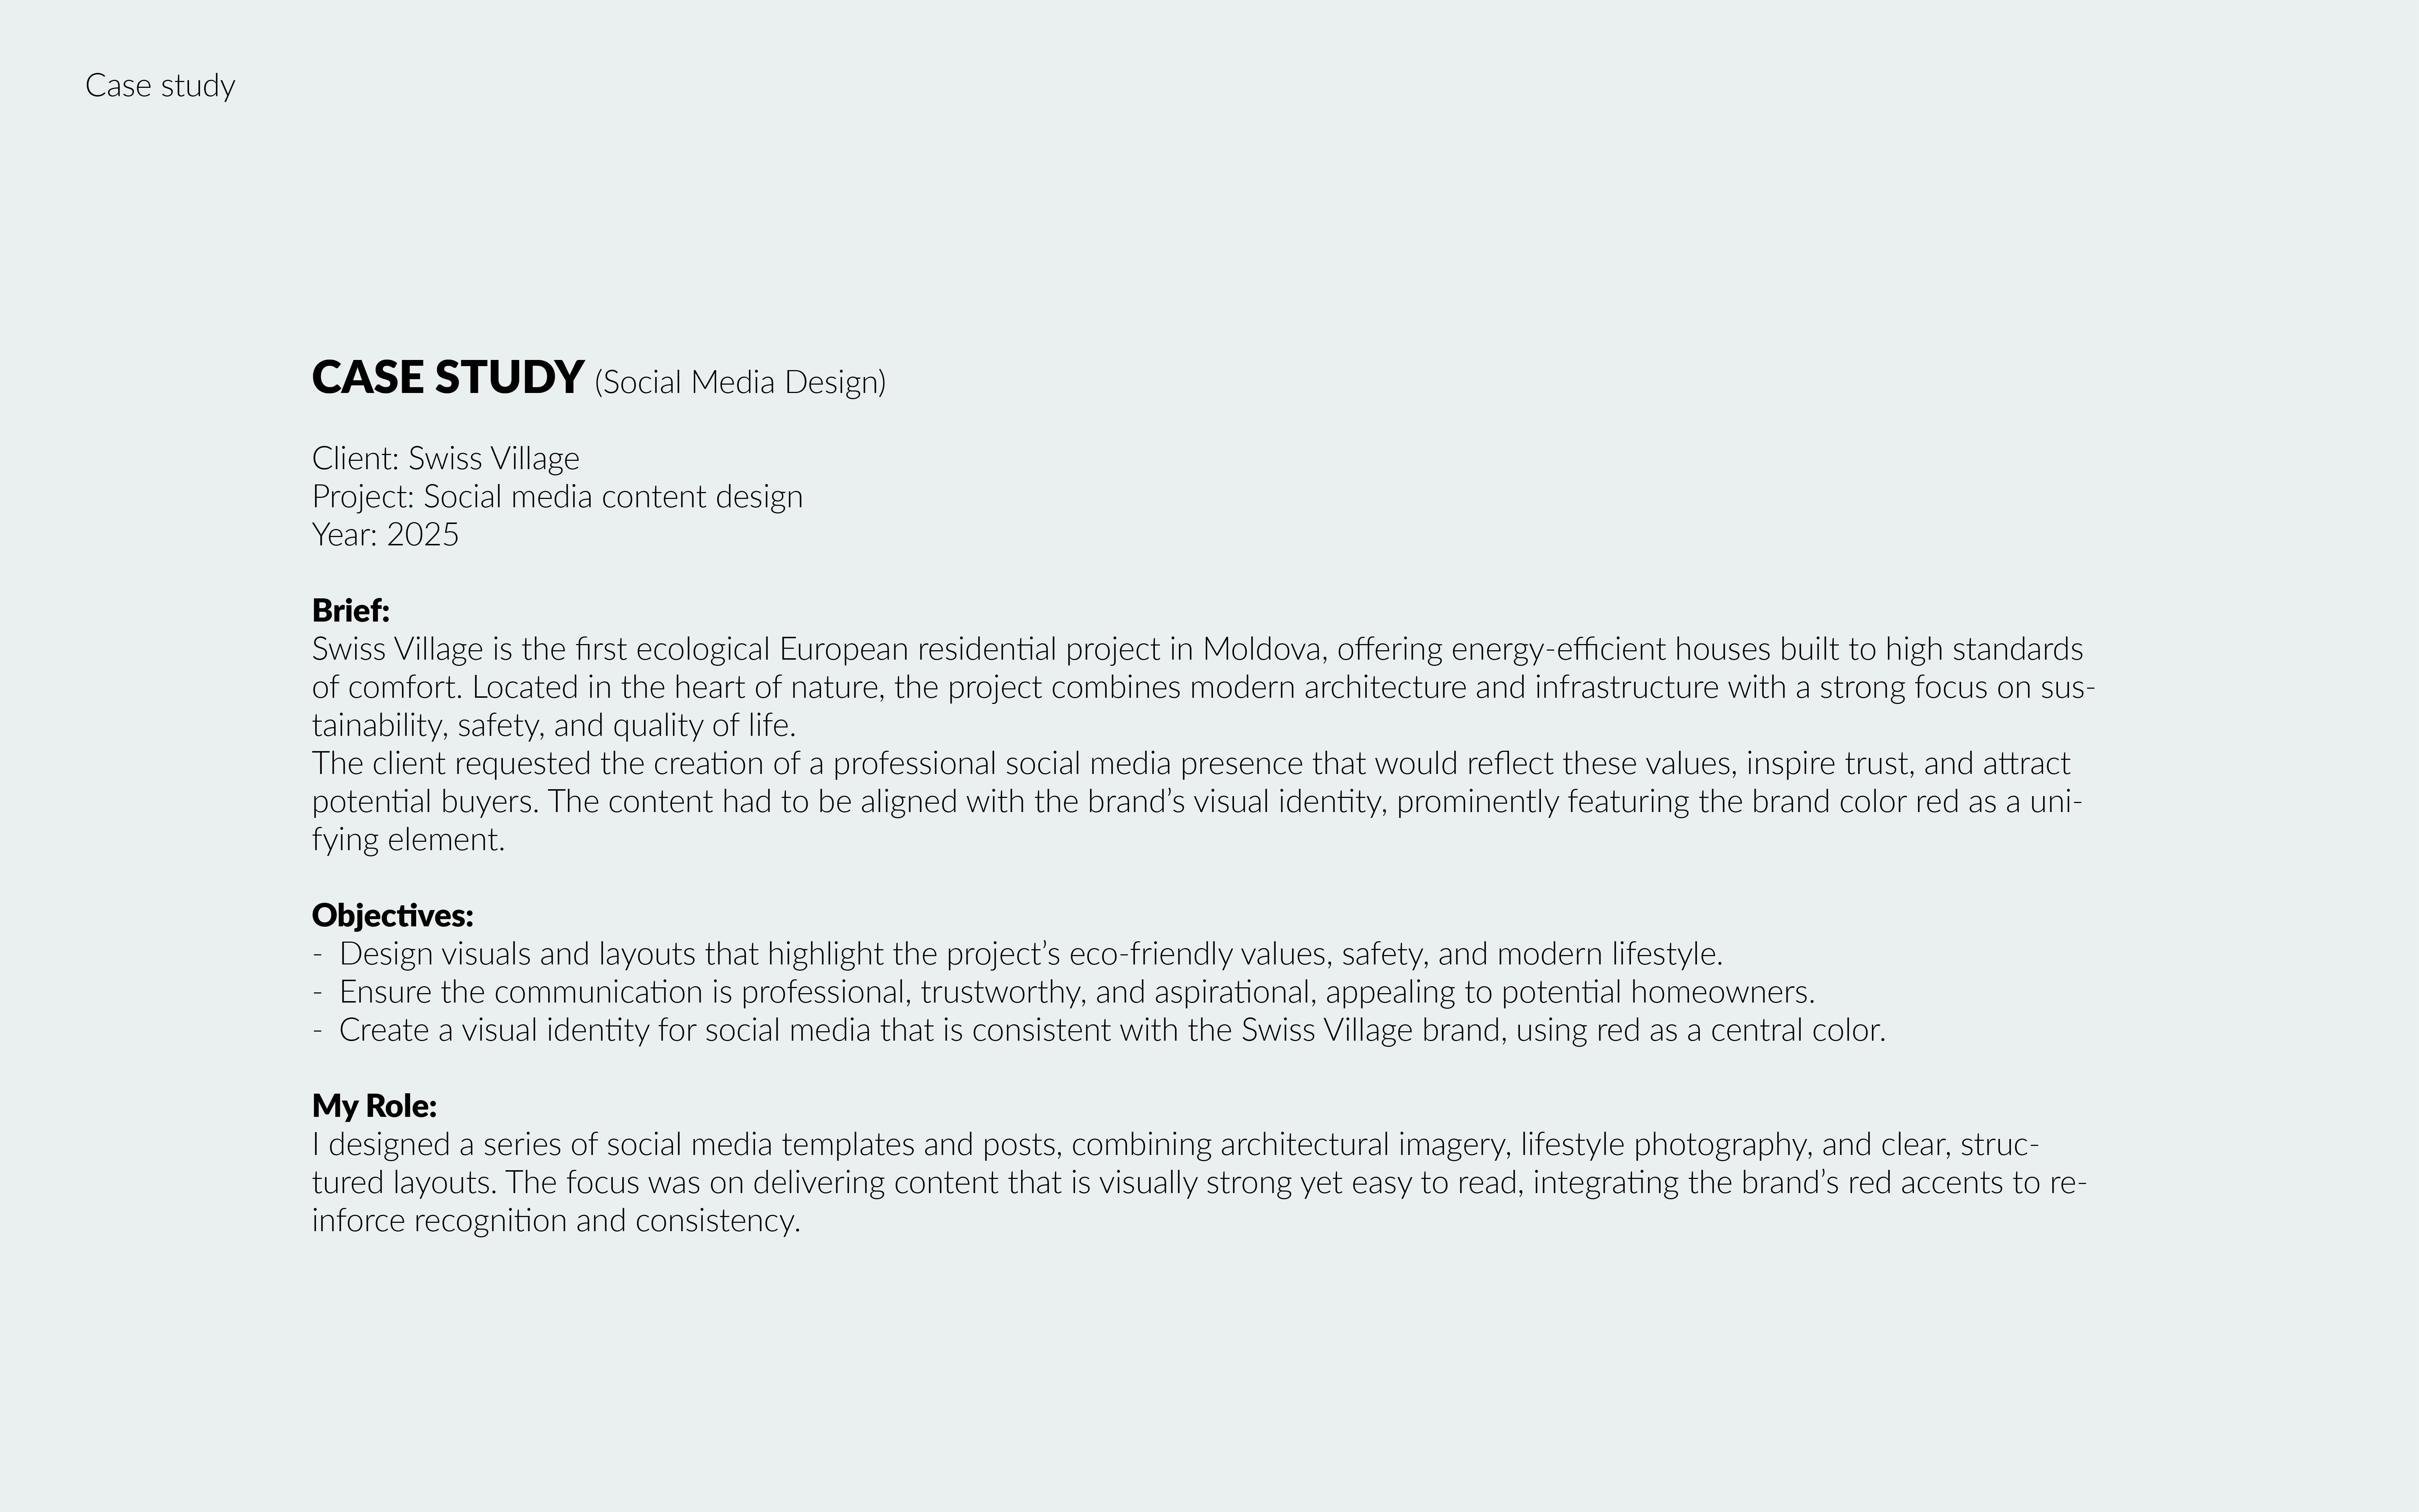 Case study
CASE STUDY (Social Media Design)
Client: Swiss Village
Project: Social media content design
Year: 2025
Brief:
Swiss Village is the first ecological European residential project in Moldova, offering energy-efficient houses built to high standards
of comfort. Located in the heart of nature, the project combines modern architecture and infrastructure with a strong focus on sus-
tainability, safety, and quality of life.
The client requested the creation of a professional social media presence that would reflect these values, inspire trust, and attract
potential buyers. The content had to be aligned with the brand’s visual identity, prominently featuring the brand color red as a uni-
fying element.
Objectives:
- Design visuals and layouts that highlight the project’s eco-friendly values, safety, and modern lifestyle.
- Ensure the communication is professional, trustworthy, and aspirational, appealing to potential homeowners.
- Create a visual identity for social media that is consistent with the Swiss Village brand, using red as a central color.
My Role:
I designed a series of social media templates and posts, combining architectural imagery, lifestyle photography, and clear, struc-
tured layouts. The focus was on delivering content that is visually strong yet easy to read, integrating the brand’s red accents to re-
inforce recognition and consistency.